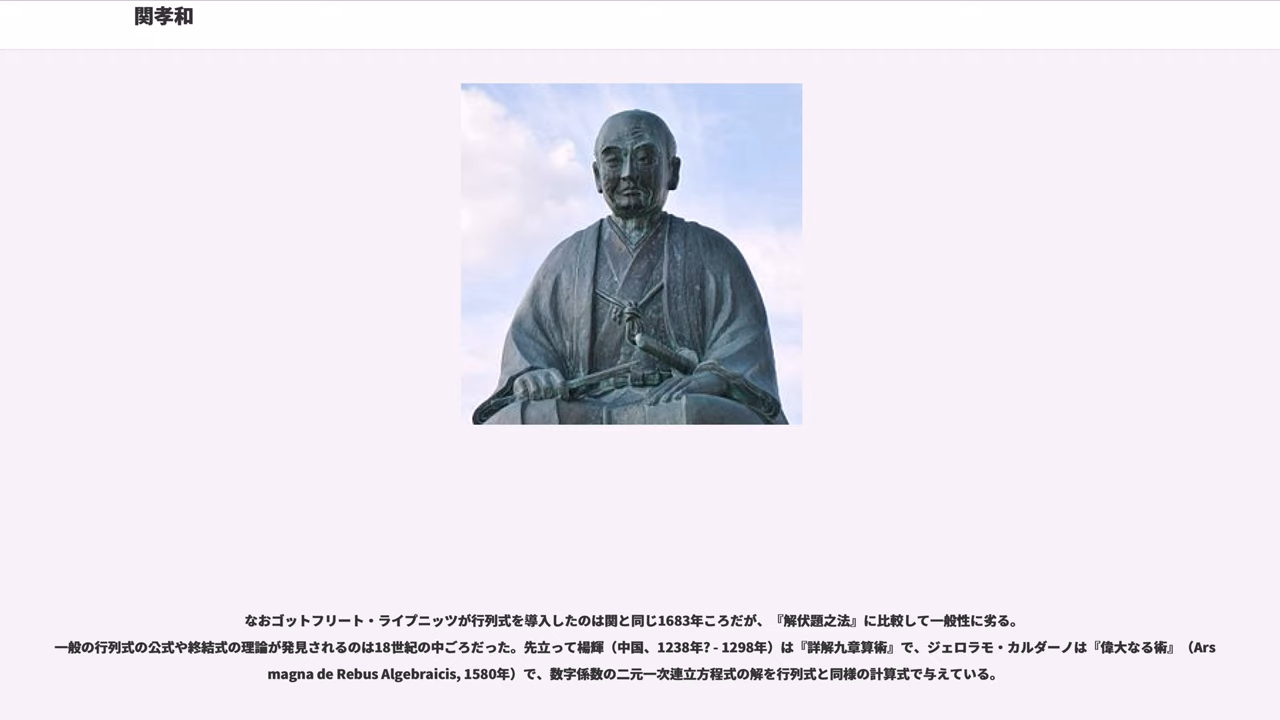 関孝和
なおゴットフリート・ライプニッツが行列式を導入したのは関と同じ1683年ころだが、『解伏題之法』に比較して一般性に劣る。
一般の行列式の公式や終結式の理論が発見されるのは18世紀の中ごろだった。先立って楊輝（中国、1238年? - 1298年）は『詳解九章算術』で、ジェロラモ・カルダーノは『偉大なる術』（Ars
magna de Rebus Algebraicis, 1580年）で、数字係数の二元一次連立方程式の解を行列式と同様の計算式で与えている。